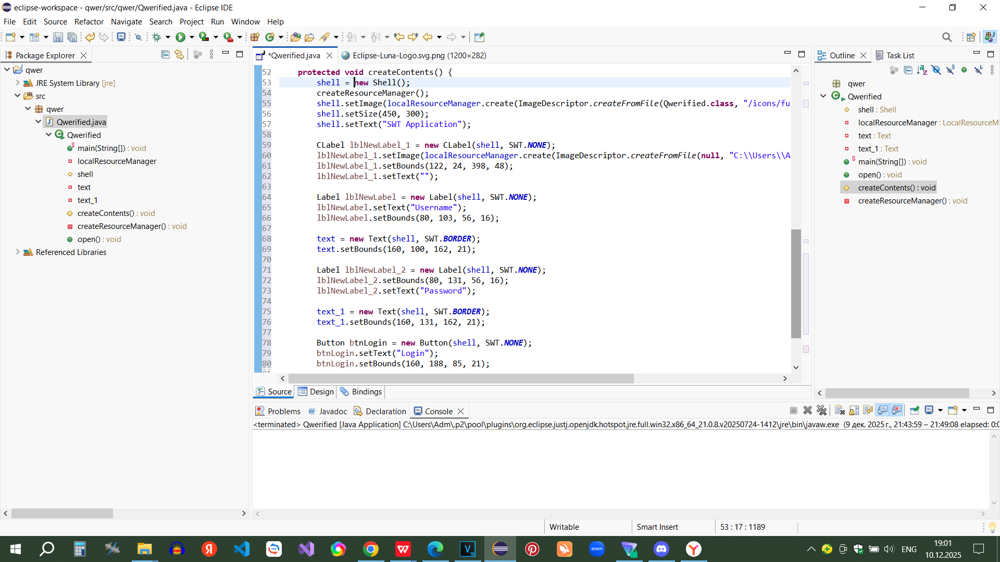 eclipse-workspace - qwer/src/qwer/Qwerified.java - Eclipse IDE
File Edit Source Refactor Navigate Search Project Run Window Help
Package Explorer
qwer
JRE System Library [jre]
src
qwer
Qwerified.java
Qwerified
main(String[]) : void
localResourceManager
shell
text
text_1
createContents() : void
createResourceManager() : void
open() : void
Referenced Libraries
*Qwerified.java
Eclipse-Luna-Logo.svg.png (1200×282)
52 protected void createContents() {
53 shell = new Shell();
54 createResourceManager();
55 shell.setImage(localResourceManager.create(ImageDescriptor.createFromFile(Qwerified.class, "/icons/fu
56 shell.setSize(450, 300);
57 shell.setText("SWT Application");
58
59 CLabel lblNewLabel_1 = new CLabel(shell, SWT.NONE);
60 lblNewLabel_1.setImage(localResourceManager.create(ImageDescriptor.createFromFile(null, "C:\\Users\\A
61 lblNewLabel_1.setBounds(122, 24, 398, 48);
62 lblNewLabel_1.setText("");
63
64 Label lblNewLabel = new Label(shell, SWT.NONE);
65 lblNewLabel.setText("Username");
66 lblNewLabel.setBounds(80, 103, 56, 16);
67
68 text = new Text(shell, SWT.BORDER);
69 text.setBounds(160, 100, 162, 21);
70
71 Label lblNewLabel_2 = new Label(shell, SWT.NONE);
72 lblNewLabel_2.setBounds(80, 131, 56, 16);
73 lblNewLabel_2.setText("Password");
74
75 text_1 = new Text(shell, SWT.BORDER);
76 text_1.setBounds(160, 131, 162, 21);
77
78 Button btnLogin = new Button(shell, SWT.NONE);
79 btnLogin.setText("Login");
80 btnLogin.setBounds(160, 188, 85, 21);
Source Design Bindings
Outline
Task List
qwer
Qwerified
shell : Shell
localResourceManager : LocalResourceM
text : Text
text_1 : Text
main(String[]) : void
open() : void
createContents() : void
createResourceManager() : void
Problems
@ Javadoc
Declaration
Console
<terminated> Qwerified [Java Application] C:\Users\Adm\.p2\pool\plugins\org.eclipse.justj.openjdk.hotspot.jre.full.win32.x86_64_21.0.8.v20250724-1412\jre\bin\javaw.exe (9 дек. 2025 г., 21:43:59 – 21:49:08 elapsed: 0:0
Writable
Smart Insert
53 : 17 : 1189
Я
zoom
Y
ENG
19:01
10.12.2025